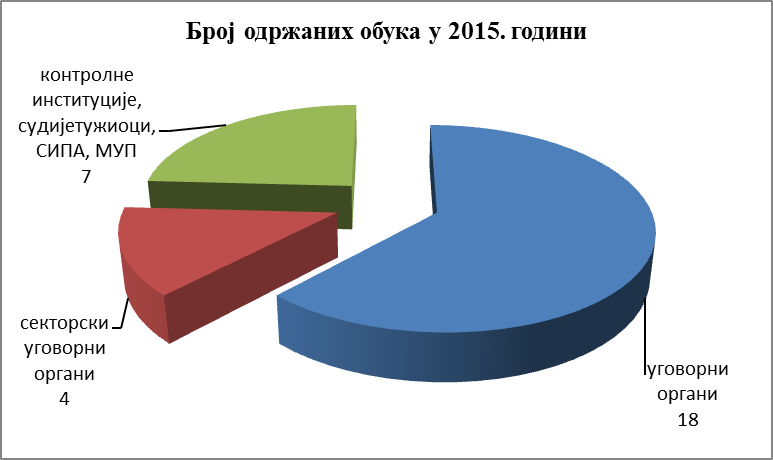 Број одржаних обука у 2015. години
контролне
институције,
судијетужиоци,
СИПА, МУП
7
секторски
уговорни
органи
4
уговорни
органи
18